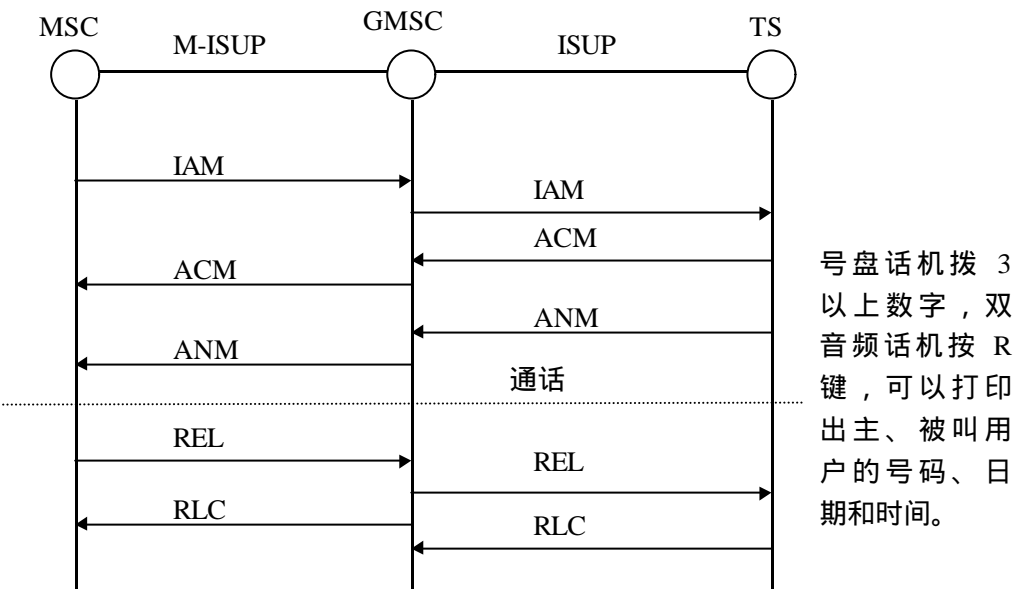 MSC
GMSC
TS
M-ISUP
ISUP
IAM
IAM
ACM
ACM
ANM
ANM
通话
REL
REL
RLC
RLC
号盘话机拨 3
以上数字，双
音频话机按 R
键，可以打印
出主、被叫用
户的号码、日
期和时间。